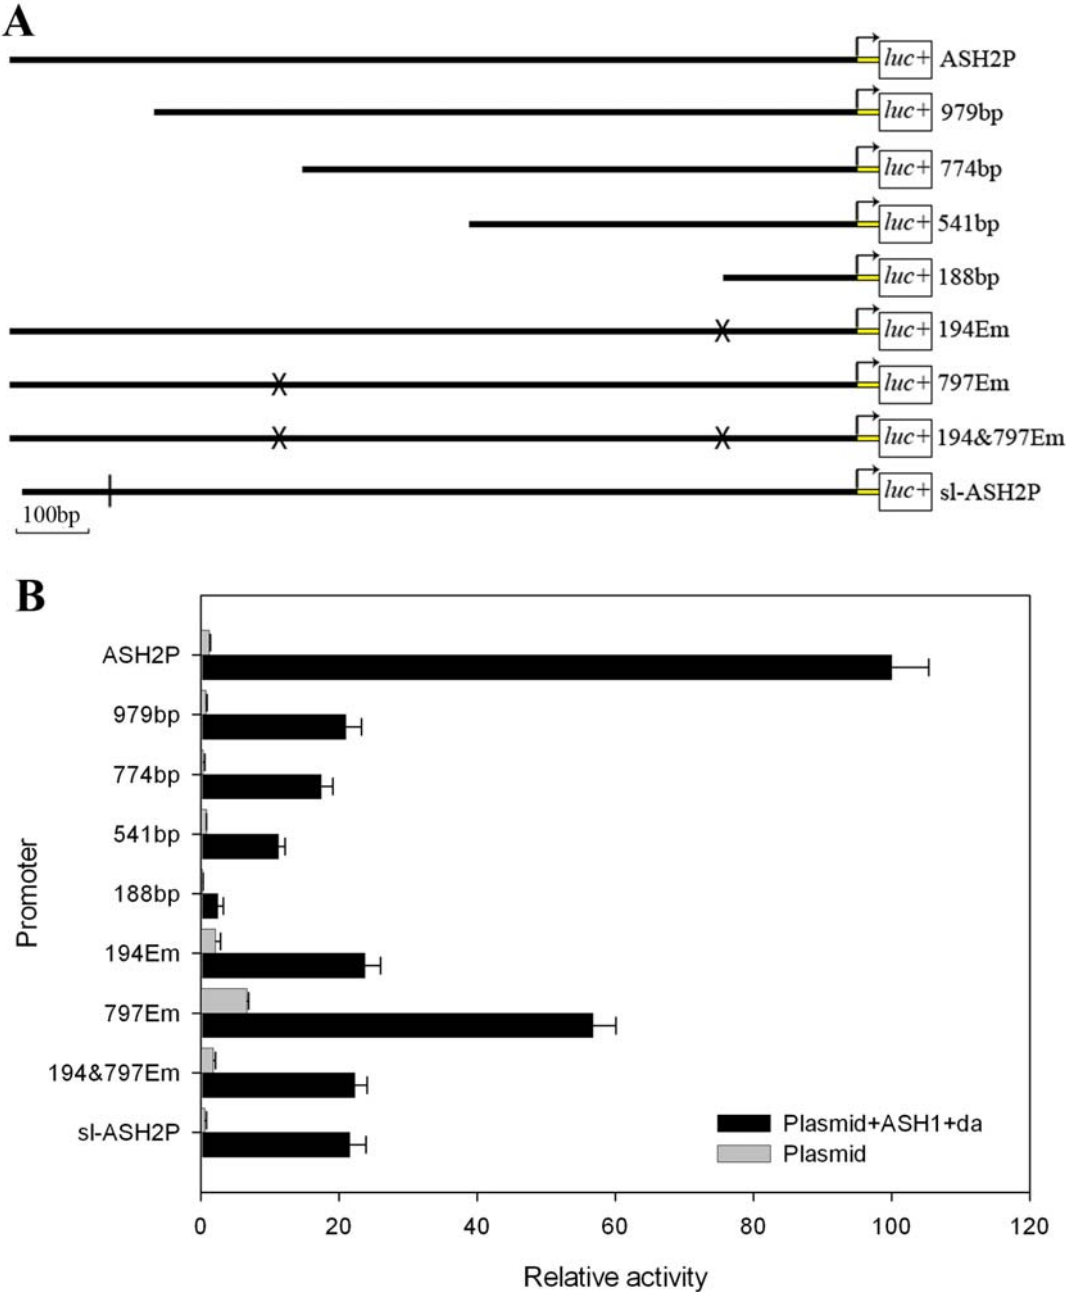 A
luc+ ASH2P
luc+ 979bp
luc+ 774bp
luc+ 541bp
luc+ 188bp
luc+ 194Em
luc+ 797Em
luc+ 194&797Em
luc+ sl-ASH2P
100bp
B
Promoter
ASH2P
979bp
774bp
541bp
188bp
194Em
797Em
194&797Em
sl-ASH2P
Plasmid+ASH1+da
Plasmid
0 20 40 60 80 100 120
Relative activity